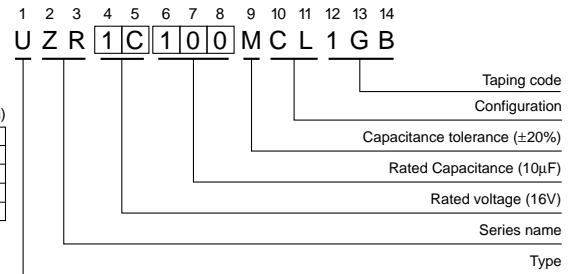 1 2 3 4 5 6 7 8 9 10 11 12 13 14
U Z R 1 C 1 0 0 M C L 1 G B
Taping code
Configuration
)
Capacitance tolerance (±20%)
Rated Capacitance (10µF)
Rated voltage (16V)
Series name
Type